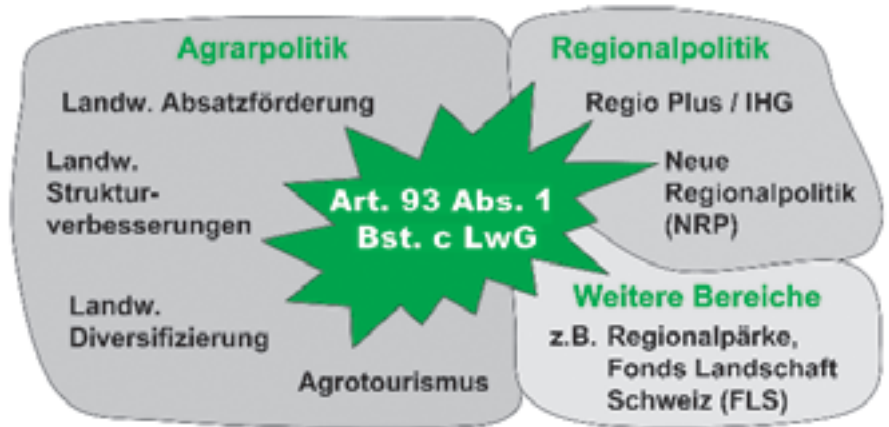 Agrarpolitik
Landw. Absatzförderung
Landw.
Struktur-
verbesserungen
Landw.
Diversifizierung
Agrotourismus
Art. 93 Abs. 1
Bst. c LwG
Regionalpolitik
Regio Plus / IHG
Neue
Regionalpolitik
(NRP)
Weitere Bereiche
z.B. Regionalpärke,
Fonds Landschaft
Schweiz (FLS)